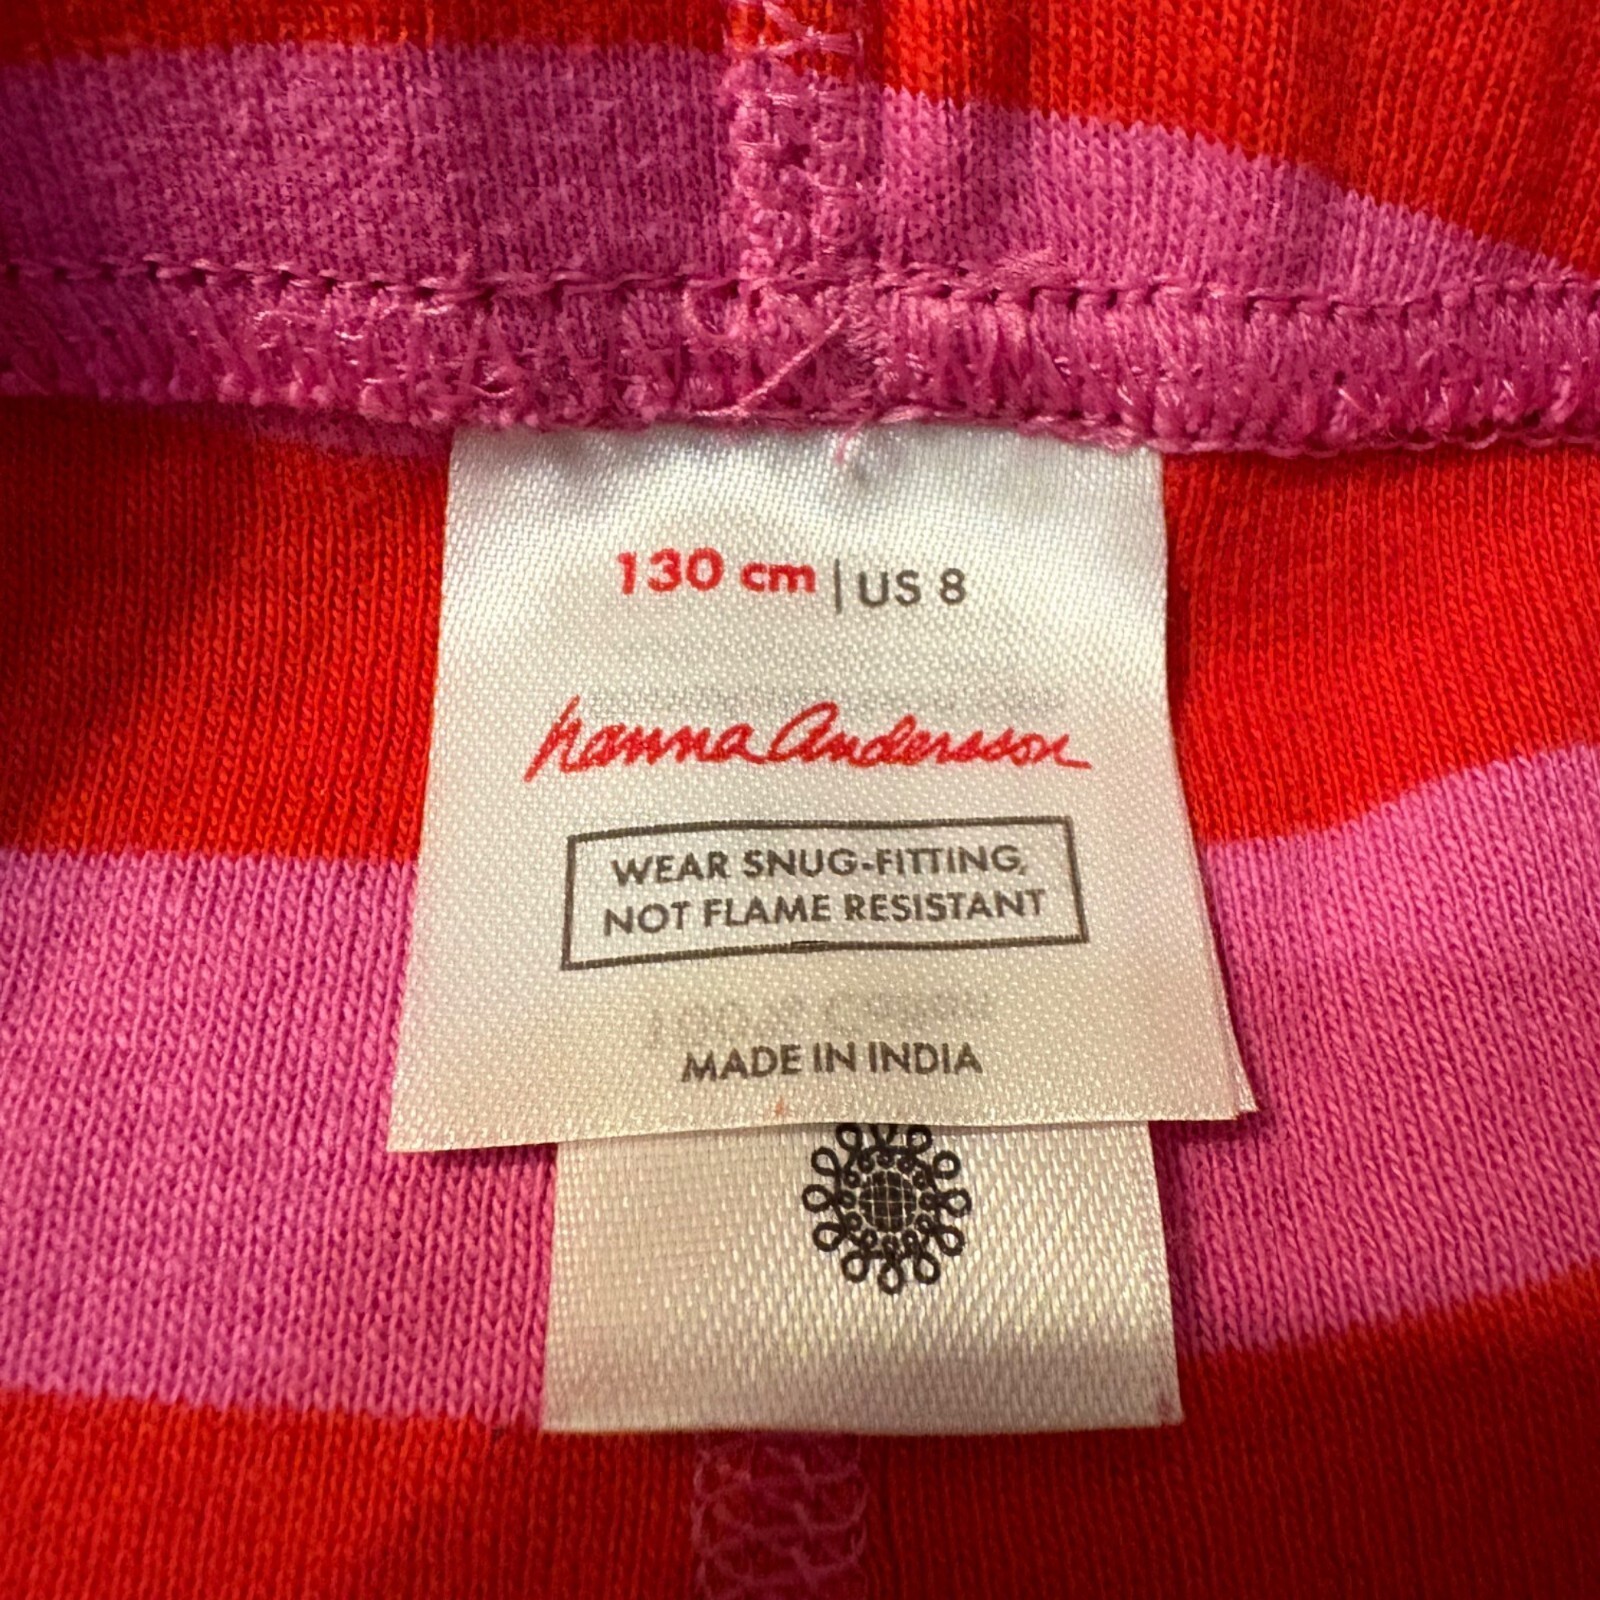 130 cm | US 8
hanna Andersson
WEAR SNUG-FITTING,
NOT FLAME RESISTANT
MADE IN INDIA